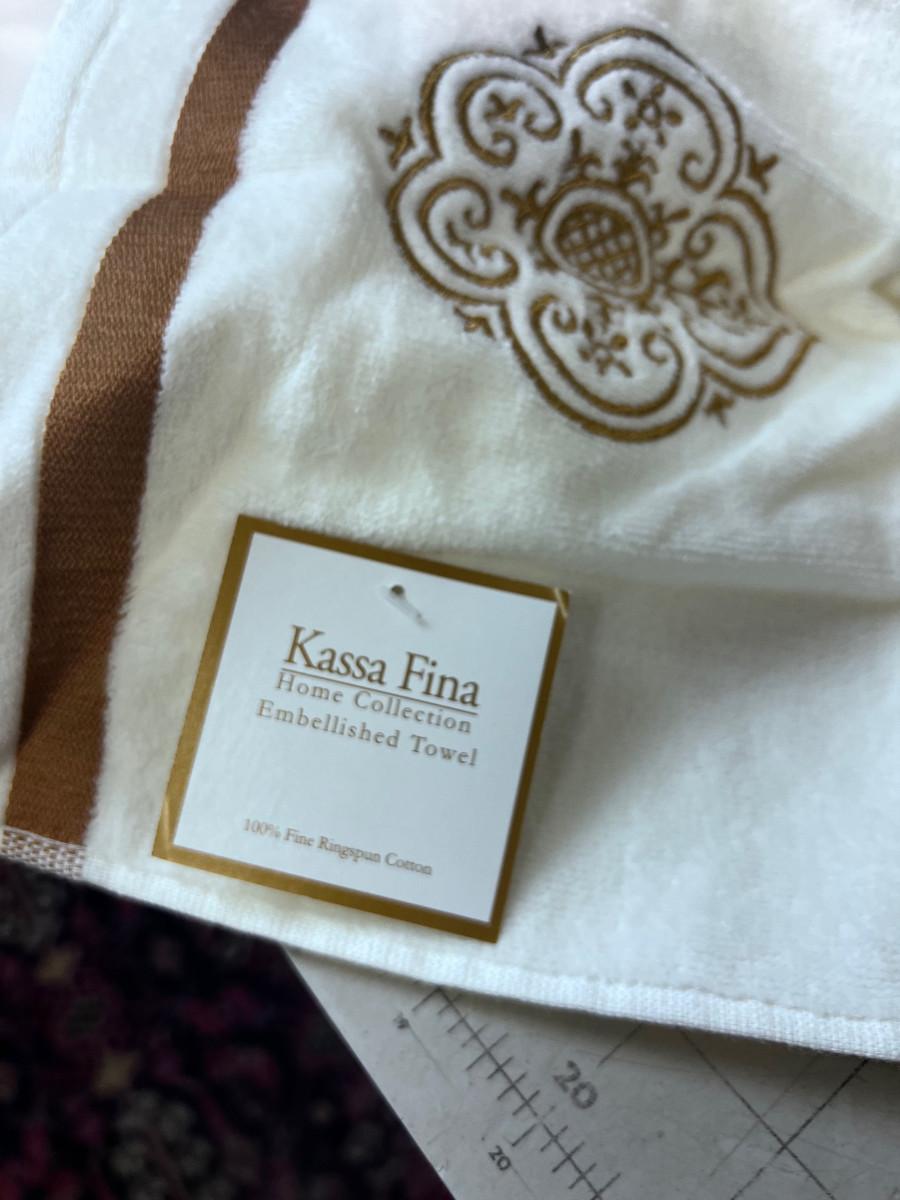 Kassa Fina
Home Collection
Embellished Towel
100% Fine Ringspun Cotton
20
20